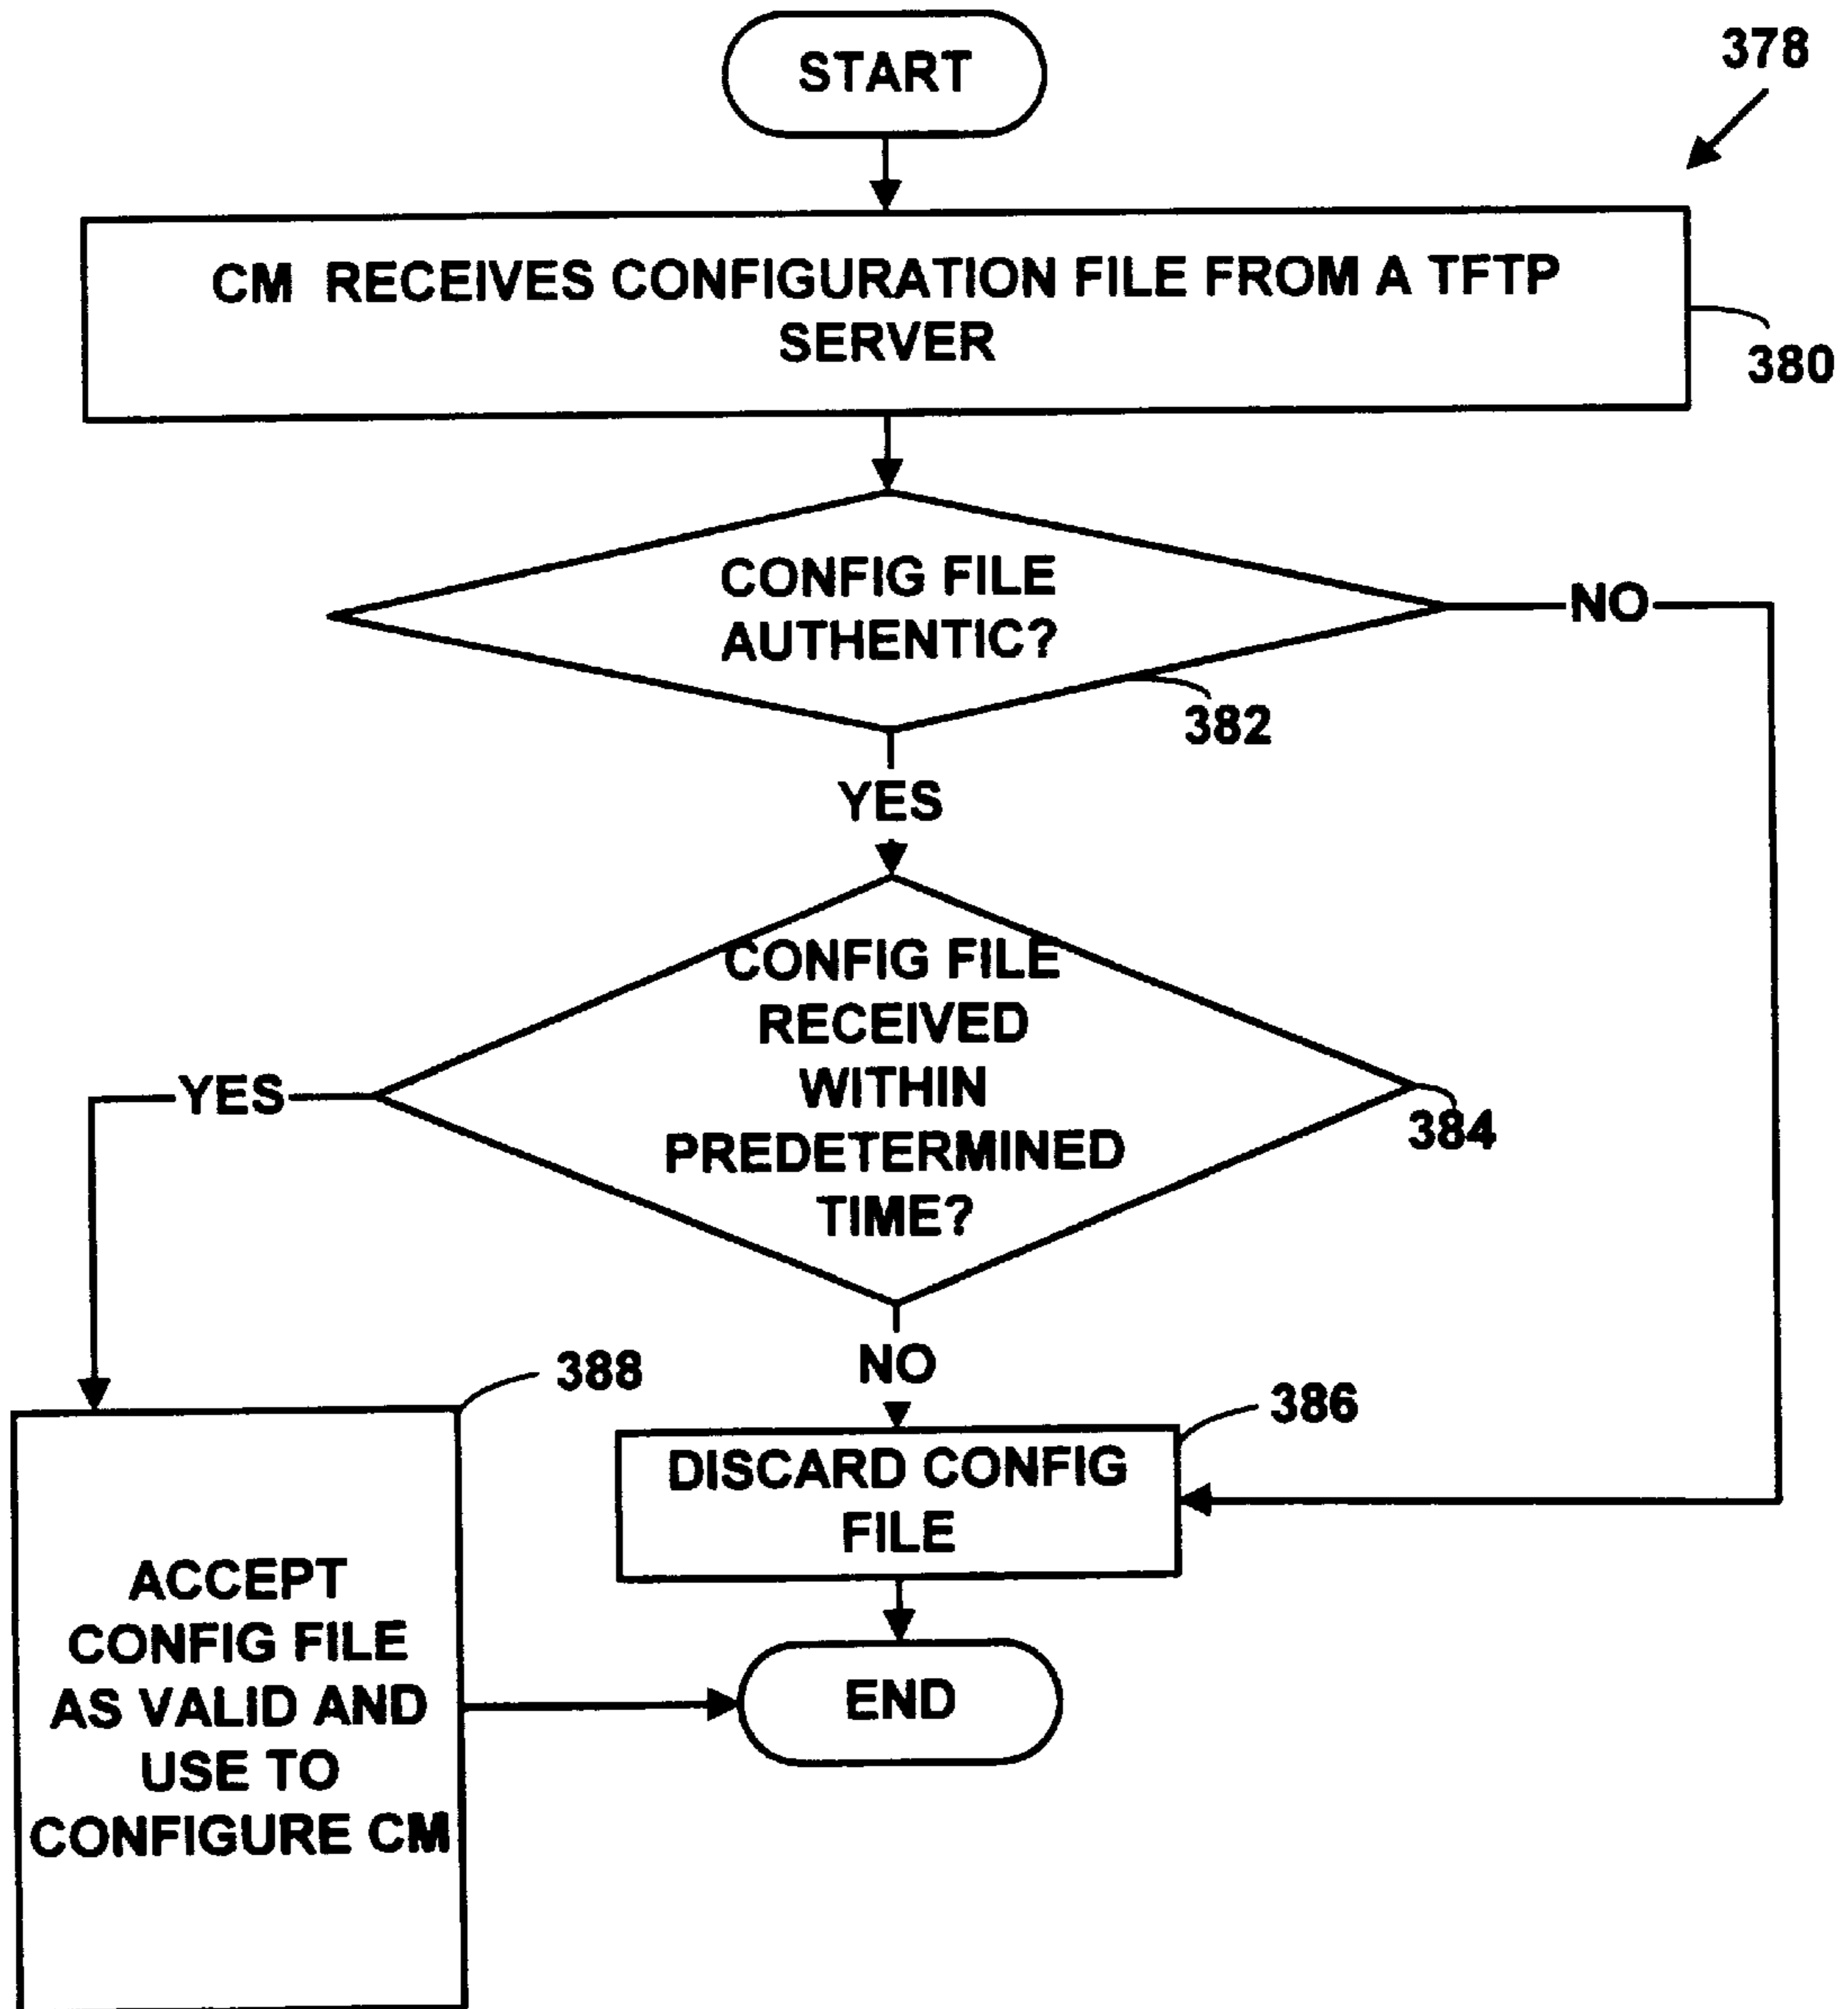 START
378
CM RECEIVES CONFIGURATION FILE FROM A TFTP
SERVER
380
CONFIG FILE
AUTHENTIC?
NO
382
YES
CONFIG FILE
RECEIVED
WITHIN
PREDETERMINED
TIME?
YES
384
NO
388
386
DISCARD CONFIG
FILE
ACCEPT
CONFIG FILE
AS VALID AND
USE TO
CONFIGURE CM
END